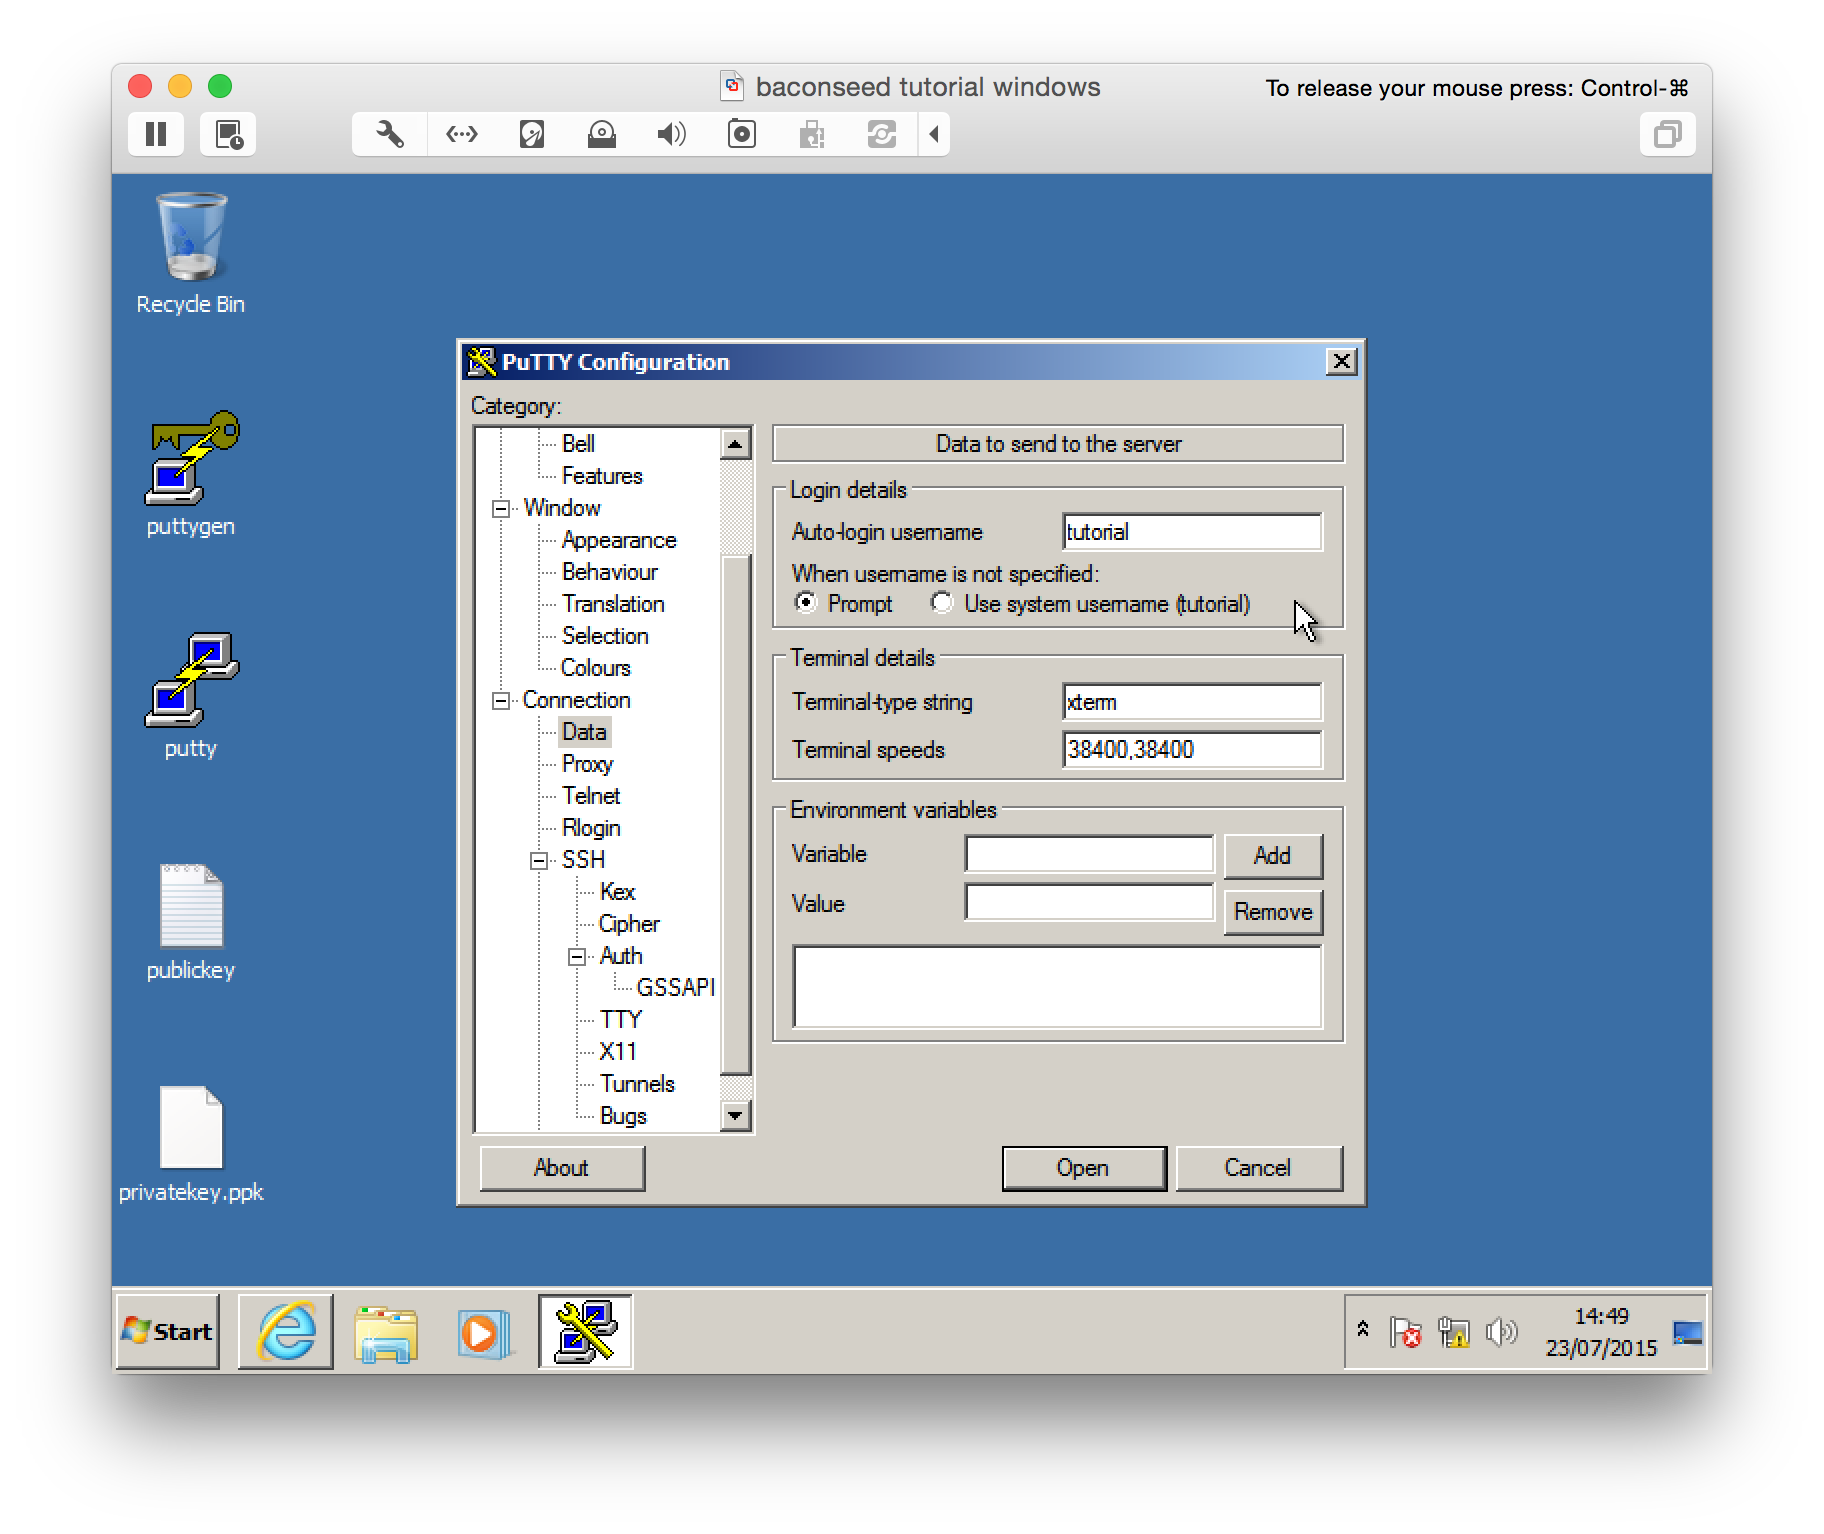 baconseed tutorial windows
To release your mouse press: Control-⌘
Recycle Bin
puttygen
putty
publickey
privatekey.ppk
PuTTY Configuration
Category:
Bell
Features
Window
Appearance
Behaviour
Translation
Selection
Colours
Connection
Data
Proxy
Telnet
Rlogin
SSH
Kex
Cipher
Auth
GSSAPI
TTY
X11
Tunnels
Bugs
Data to send to the server
Login details
Auto-login username tutorial
When username is not specified:
Prompt Use system username (tutorial)
Terminal details
Terminal-type string xterm
Terminal speeds 38400,38400
Environment variables
Variable Add
Value Remove
About Open Cancel
Start
14:49
23/07/2015